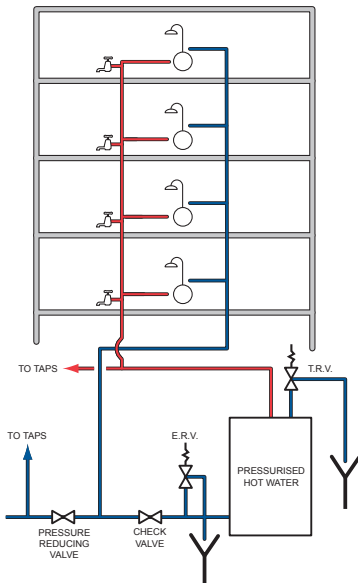 TO TAPS
T.R.V.
TO TAPS
E.R.V.
PRESSURISED
HOT WATER
PRESSURE
REDUCING
VALVE
CHECK
VALVE